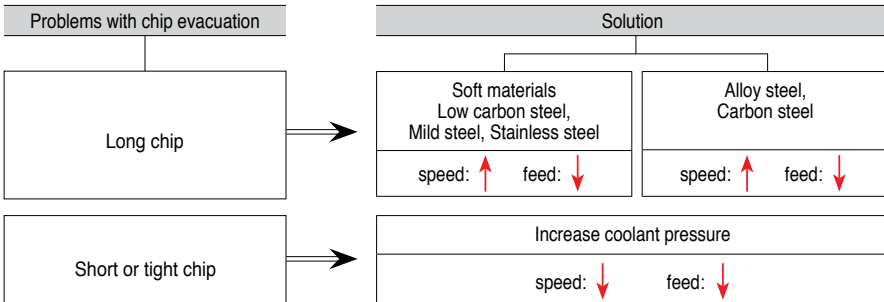 Problems with chip evacuation
Solution
Long chip
Soft materials
Low carbon steel,
Mild steel, Stainless steel
speed: feed:
Alloy steel,
Carbon steel
speed: feed:
Short or tight chip
Increase coolant pressure
speed: feed: